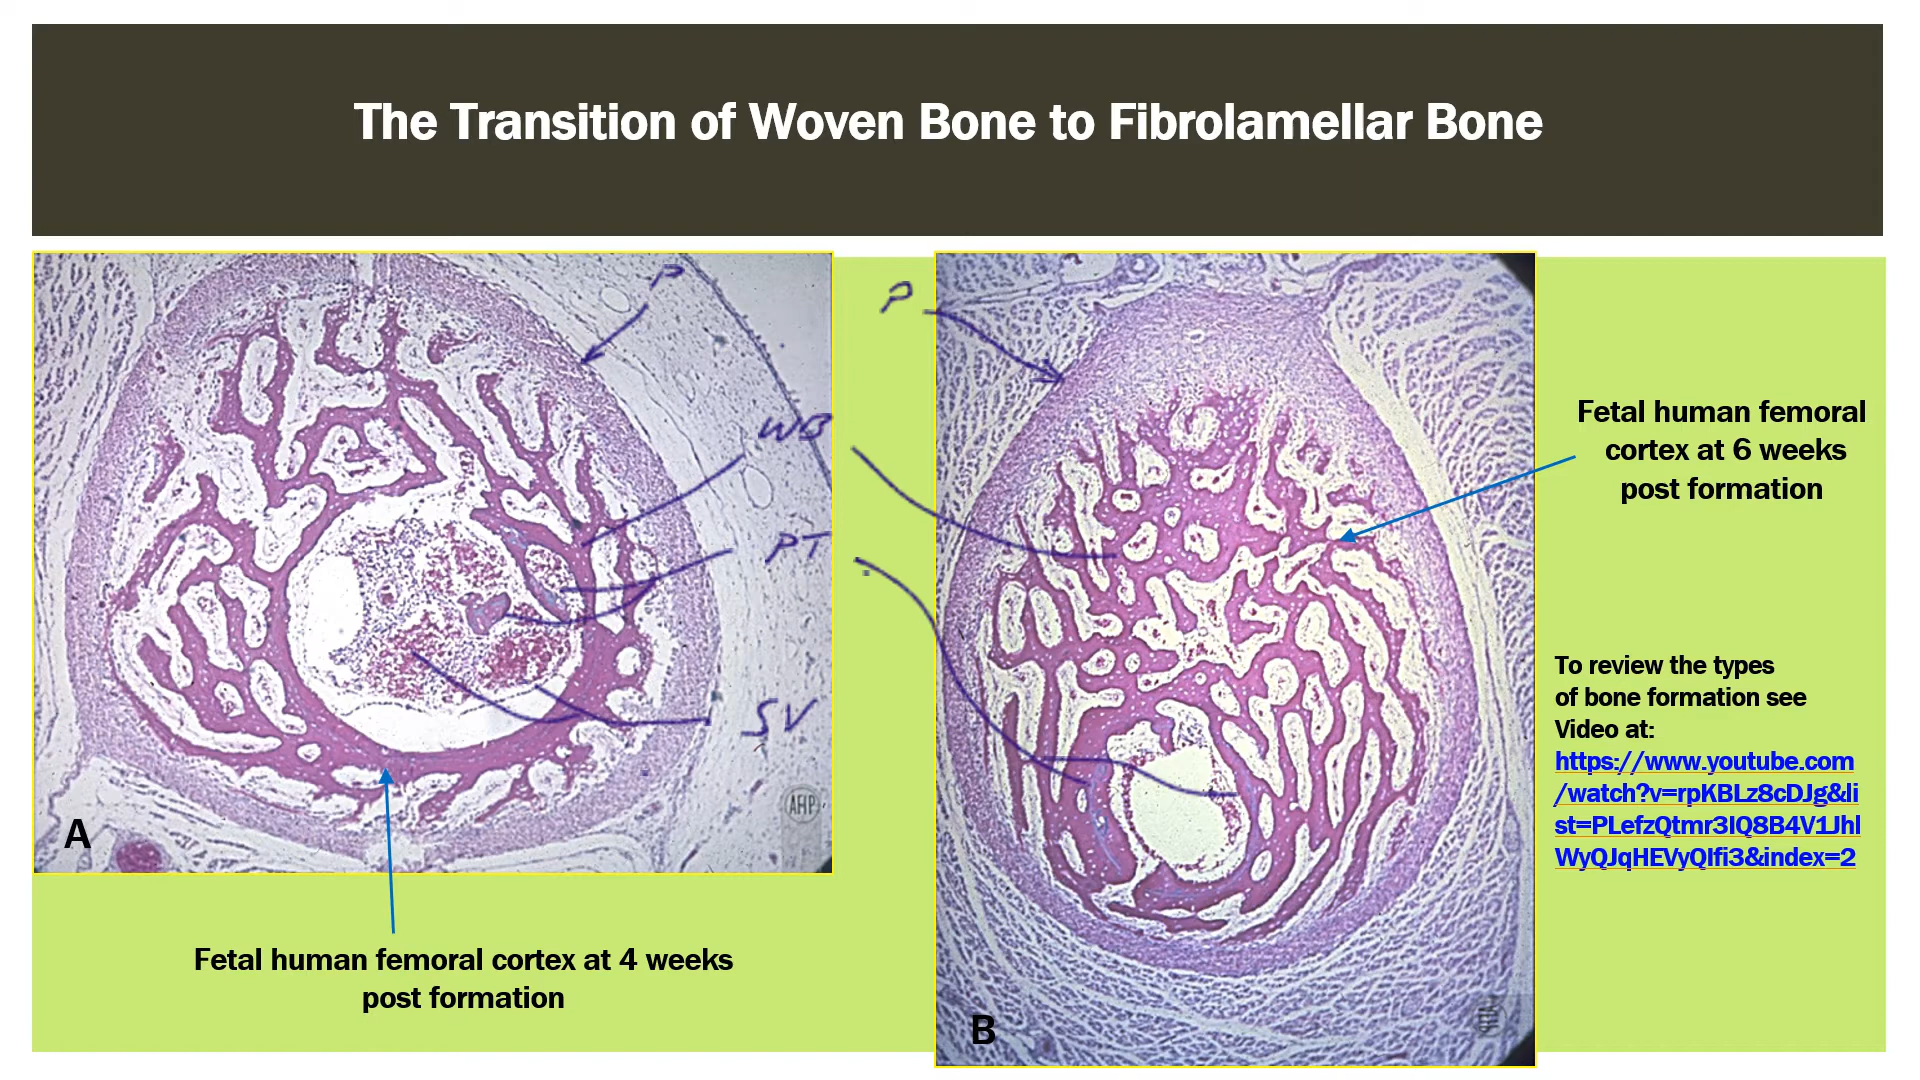 The Transition of Woven Bone to Fibrolamellar Bone
P
P
WB
PT
SV
AHP
A
B
Fetal human femoral
cortex at 6 weeks
post formation
To review the types
of bone formation see
Video at:
https://www.youtube.com
/watch?v=rpKBLz8cDJg&li
st=PLefzQtmr3IQ8B4V1Jhl
WyQJqHEVyQIfi3&index=2
Fetal human femoral cortex at 4 weeks
post formation